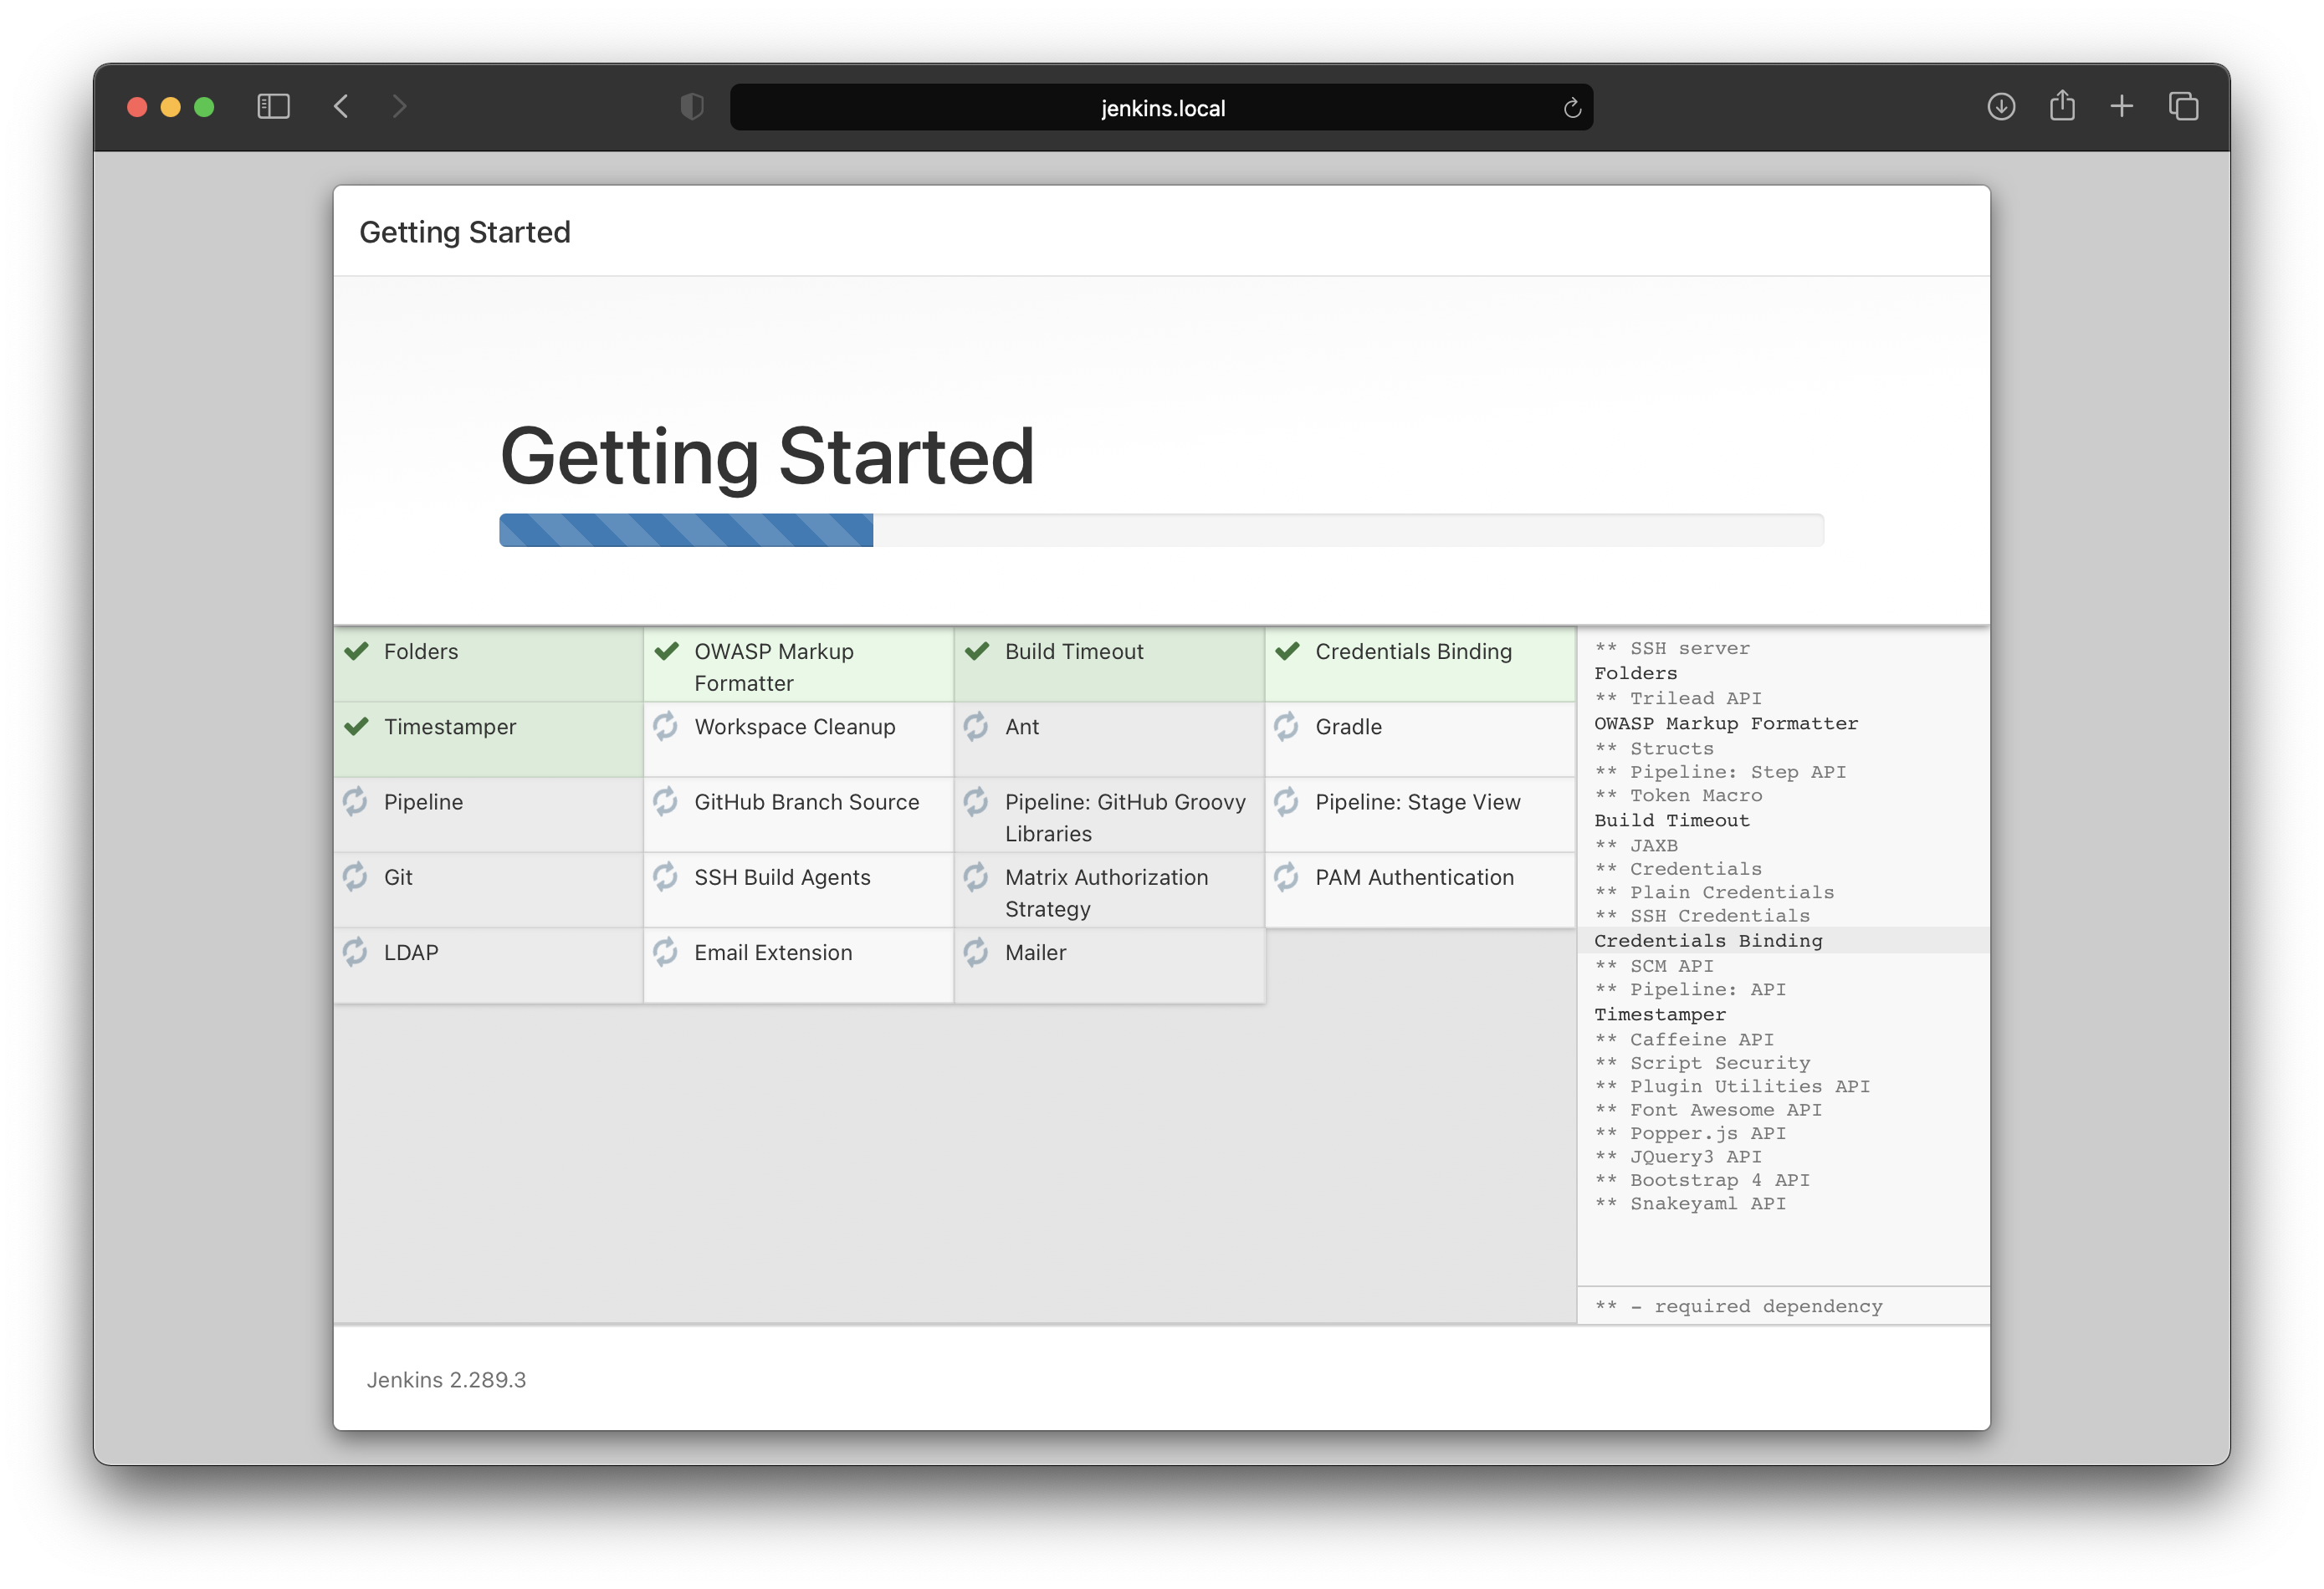 jenkins.local
Getting Started
Getting Started
Folders
OWASP Markup
Formatter
Build Timeout
Credentials Binding
Timestamper
Workspace Cleanup
Ant
Gradle
Pipeline
GitHub Branch Source
Pipeline: GitHub Groovy
Libraries
Pipeline: Stage View
Git
SSH Build Agents
Matrix Authorization
Strategy
PAM Authentication
LDAP
Email Extension
Mailer
** SSH server
Folders
** Trilead API
OWASP Markup Formatter
** Structs
** Pipeline: Step API
** Token Macro
Build Timeout
** JAXB
** Credentials
** Plain Credentials
** SSH Credentials
Credentials Binding
** SCM API
** Pipeline: API
Timestamper
** Caffeine API
** Script Security
** Plugin Utilities API
** Font Awesome API
** Popper.js API
** JQuery3 API
** Bootstrap 4 API
** Snakeyaml API
** - required dependency
Jenkins 2.289.3